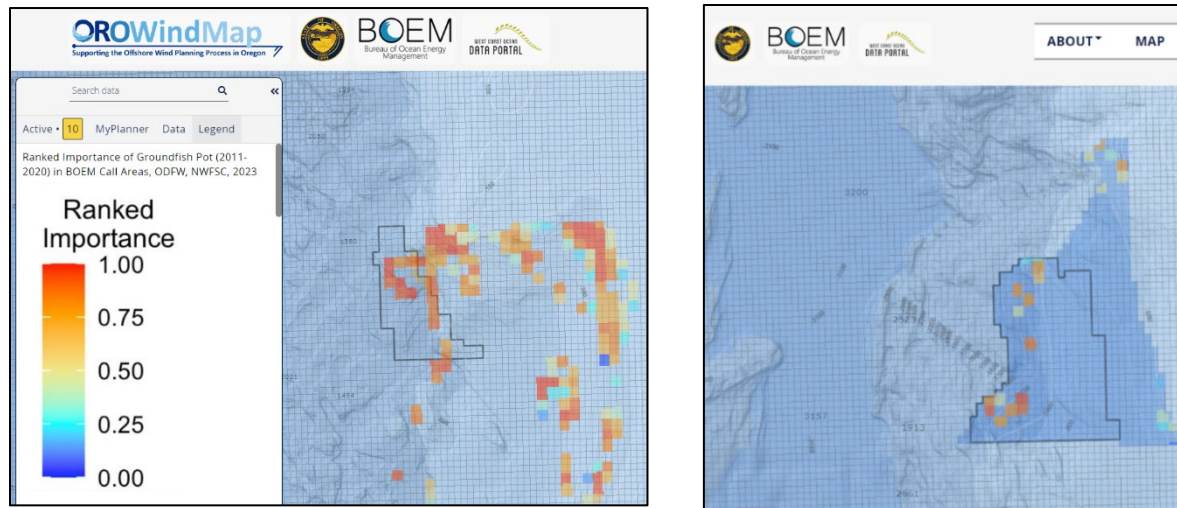 OROWindMap
Supporting the Offshore Wind Planning Process in Oregon
BOEM
Bureau of Ocean Energy
Management
WEST COAST OCEAN
DATA PORTAL
Search data
Active • 10 MyPlanner Data Legend
Ranked Importance of Groundfish Pot (2011-
2020) in BOEM Call Areas, ODFW, NWFSC, 2023
Ranked
Importance
1.00
0.75
0.50
0.25
0.00
BOEM
Bureau of Ocean Energy
Management
WEST COAST OCEAN
DATA PORTAL
ABOUT MAP
3200
3157
1917